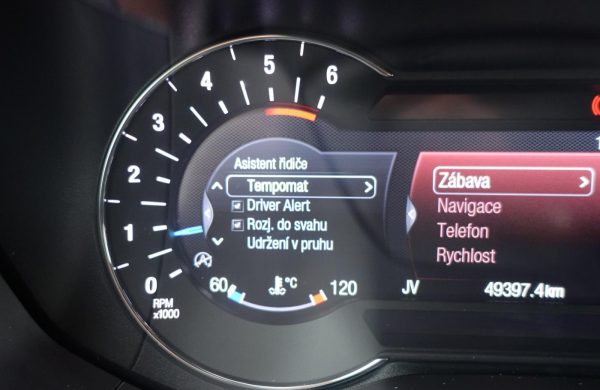 6
5
4
3
2
1
0
RPM
x1000
Asistent řidiče
Tempomat
Driver Alert
Rozj. do svahu
Udržení v pruhu
60
°C
120
Zábava
Navigace
Telefon
Rychlost
JV
49397.4km